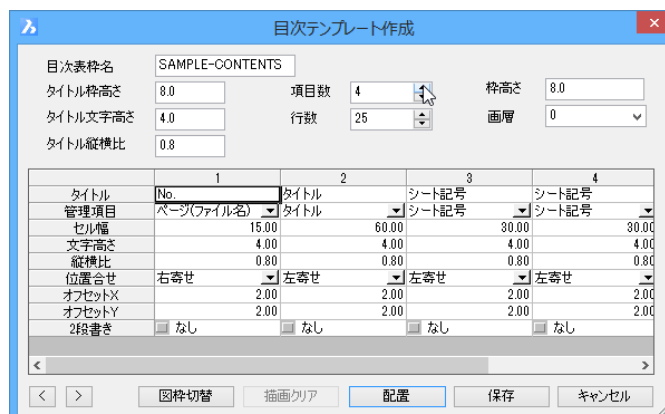 目次テンプレート作成
目次表枠名 SAMPLE-CONTENTS
タイトル枠高さ 8.0 項目数 4 枠高さ 8.0
タイトル文字高さ 4.0 行数 25 画層 0
タイトル縦横比 0.8
1 2 3 4
タイトル No. タイトル シート記号 シート記号
管理項目 ページ(ファイル名) タイトル シート記号 シート記号
セル幅 15.00 60.00 30.00 30.00
文字高さ 4.00 4.00 4.00 4.00
縦横比 0.80 0.80 0.80 0.80
位置合せ 右寄せ 左寄せ 左寄せ 左寄せ
オフセットX 2.00 2.00 2.00 2.00
オフセットY 2.00 2.00 2.00 2.00
2段書き なし なし なし なし
< > 図枠切替 描画クリア 配置 保存 キャンセル